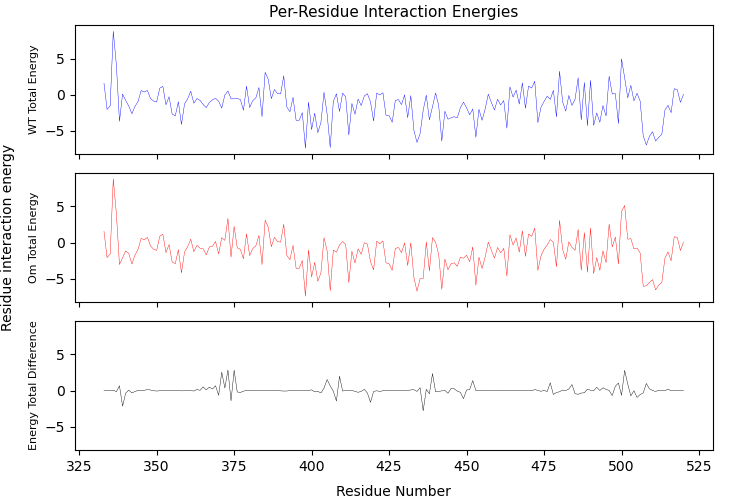 Per-Residue Interaction Energies
Residue interaction energy
WT Total Energy
5
0
−5
Om Total Energy
5
0
−5
Energy Total Difference
5
0
−5
325 350 375 400 425 450 475 500 525
Residue Number